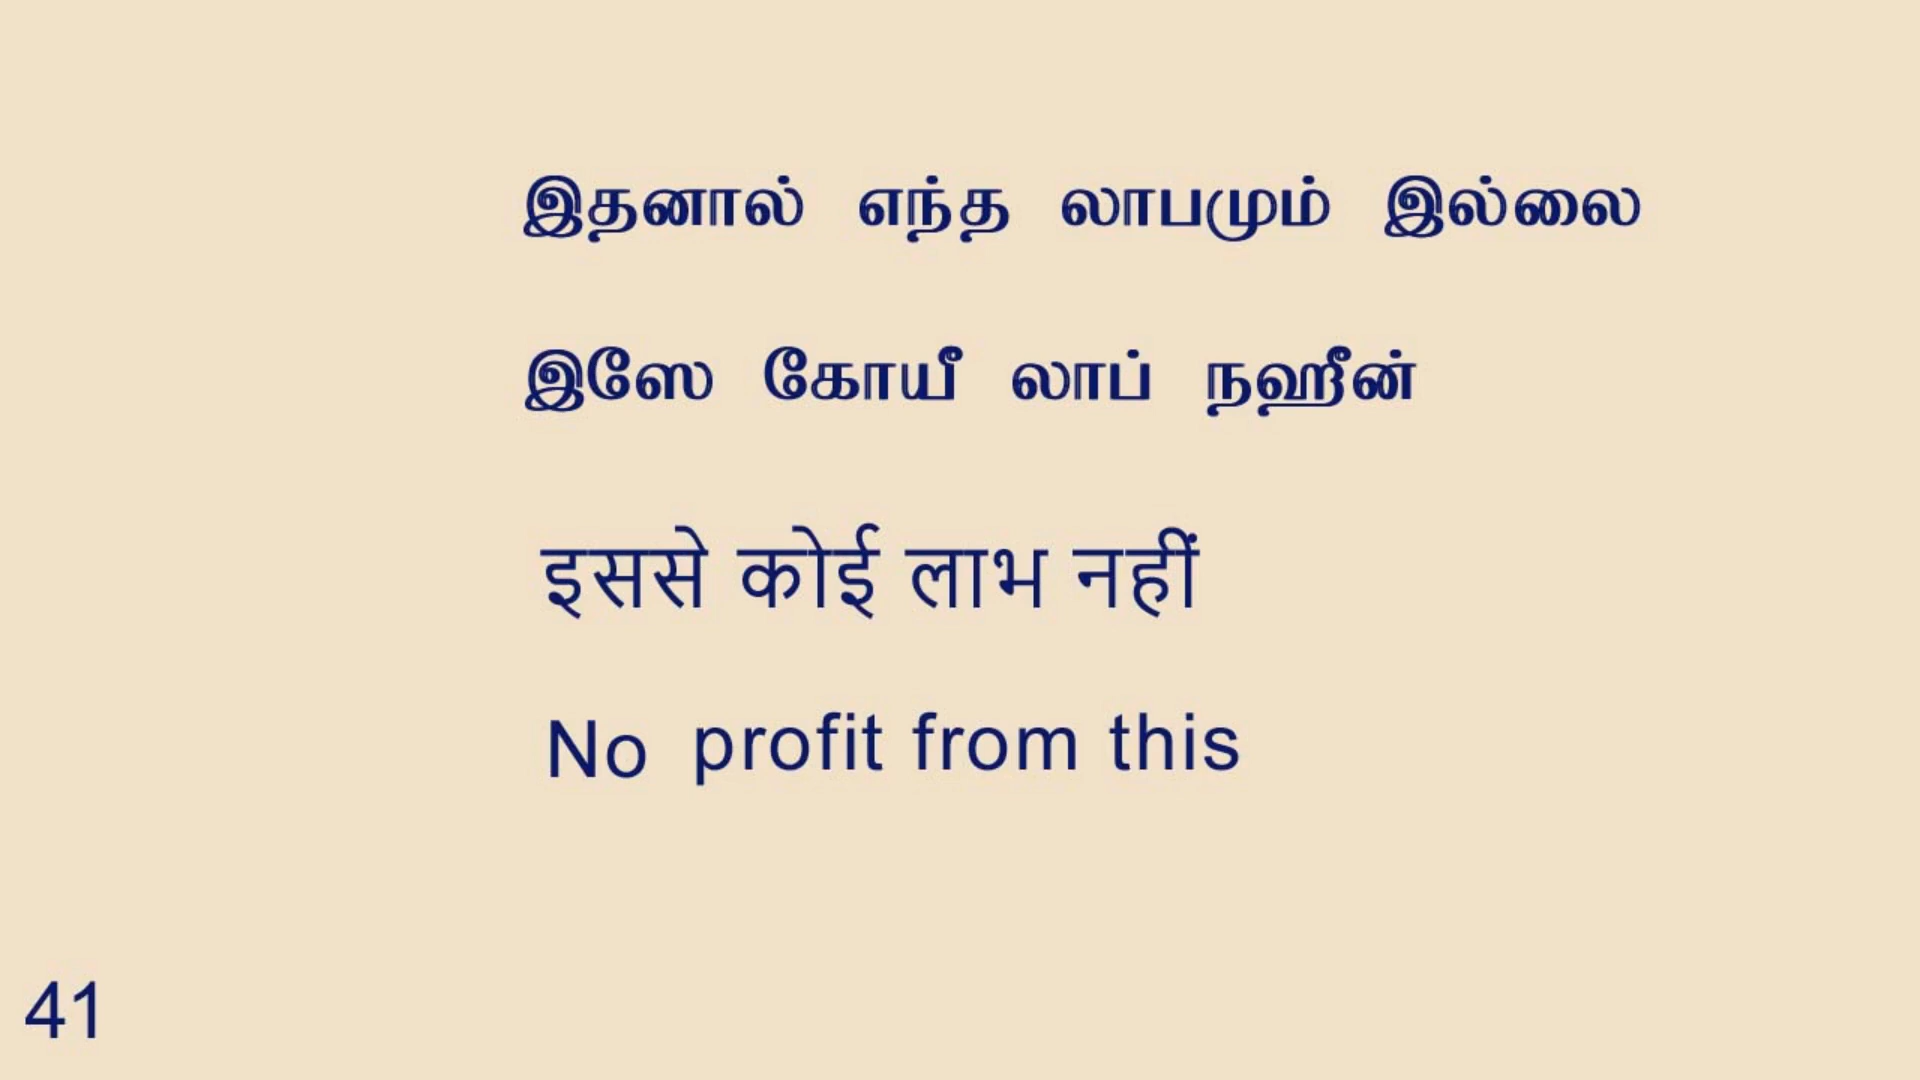 இதனால் எந்த லாபமும் இல்லை
இஸே கோயீ லாப் நஹீன்
इससे कोई लाभ नहीं
No profit from this
41